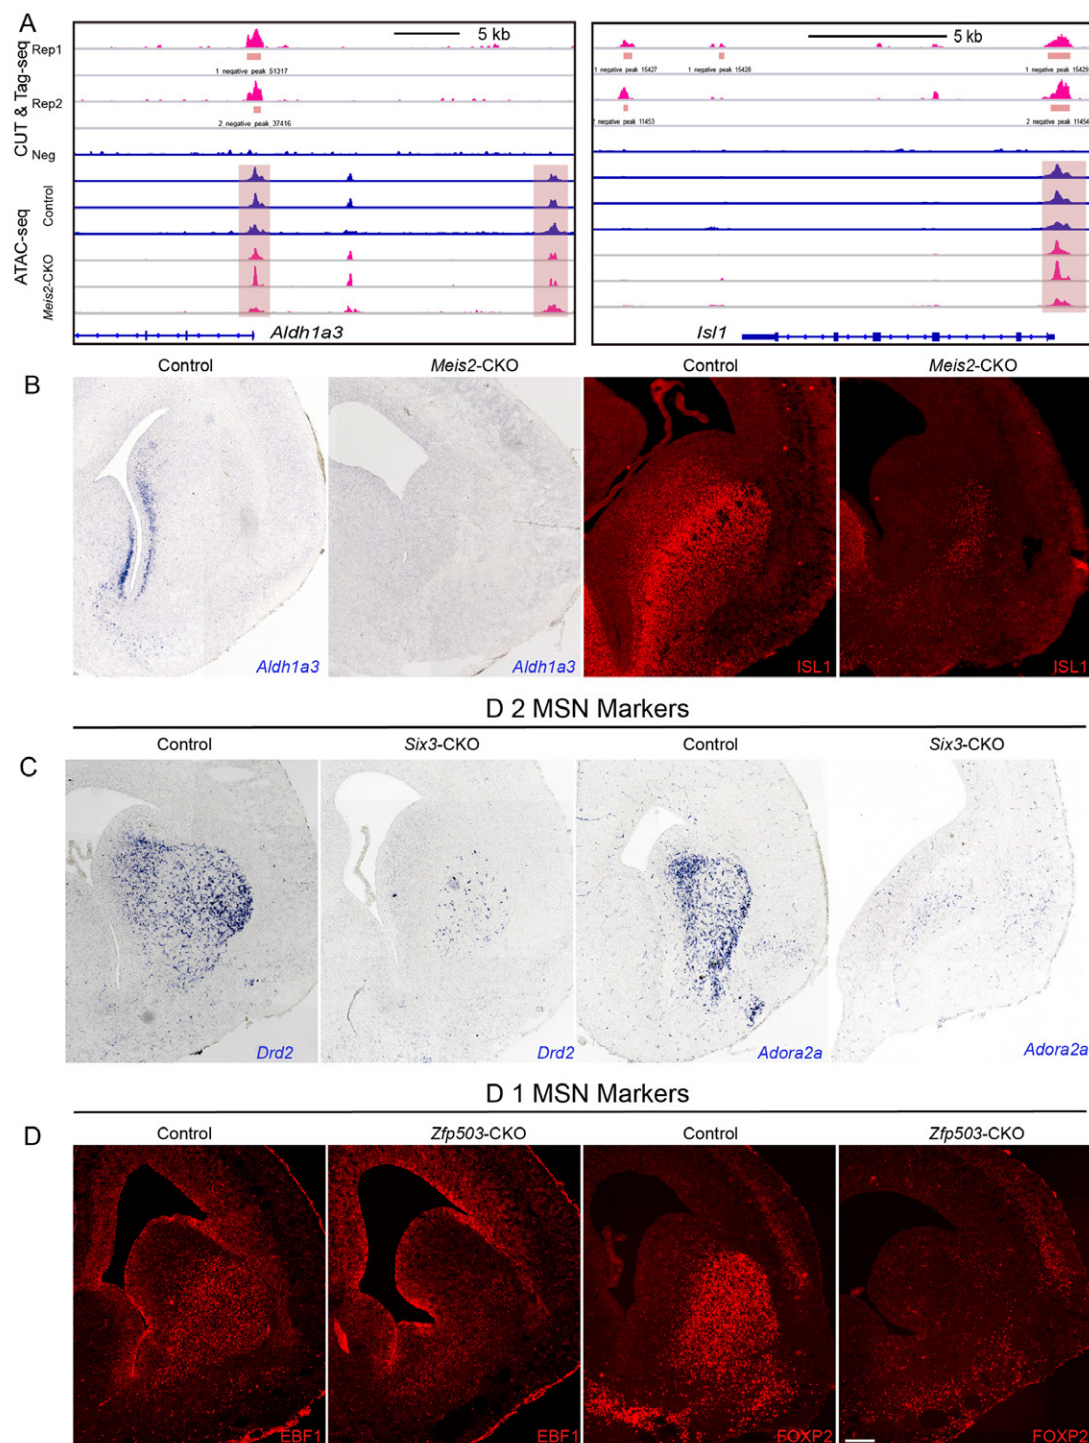 A
CUT & Tag-seq
Rep1
5 kb
5 kb
1 negative peak 51317
1 negative peak 15427
1 negative peak 15428
1 negative peak 15429
Rep2
2 negative peak 37416
2 negative peak 11453
2 negative peak 11454
Neg
ATAC-seq
Control
Meis2-CKO
Aldh1a3
Isl1
Control
Meis2-CKO
Control
Meis2-CKO
B
Aldh1a3
Aldh1a3
ISL1
ISL1
D 2 MSN Markers
Control
Six3-CKO
Control
Six3-CKO
C
Drd2
Drd2
Adora2a
Adora2a
D 1 MSN Markers
Control
Zfp503-CKO
Control
Zfp503-CKO
D
EBF1
EBF1
FOXP2
FOXP2